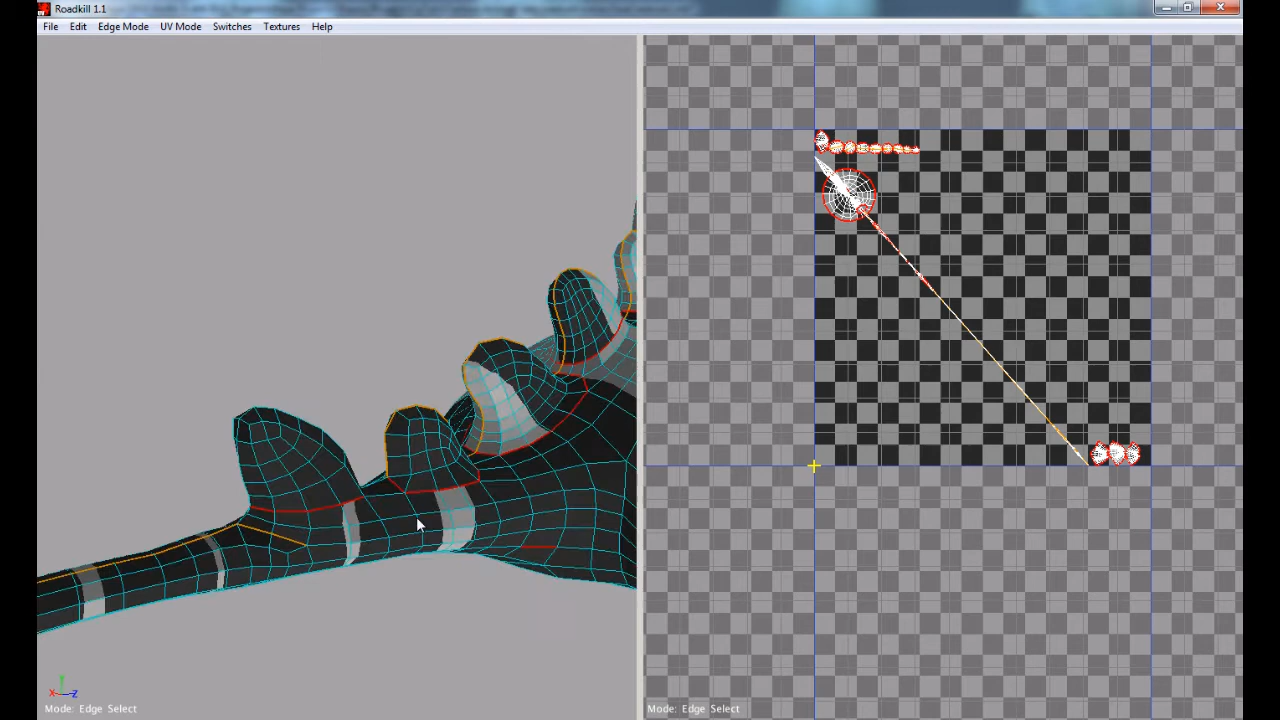 Roadkill 1.1
File Edit Edge Mode UV Mode Switches Textures Help
X Z
Mode: Edge Select
Mode: Edge Select